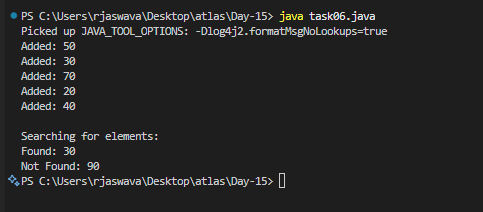 PS C:\Users\rjaswava\Desktop\atlas\Day-15> java task06.java
Picked up JAVA_TOOL_OPTIONS: -Dlog4j2.formatMsgNoLookups=true
Added: 50
Added: 30
Added: 70
Added: 20
Added: 40
Searching for elements:
Found: 30
Not Found: 90
PS C:\Users\rjaswava\Desktop\atlas\Day-15>